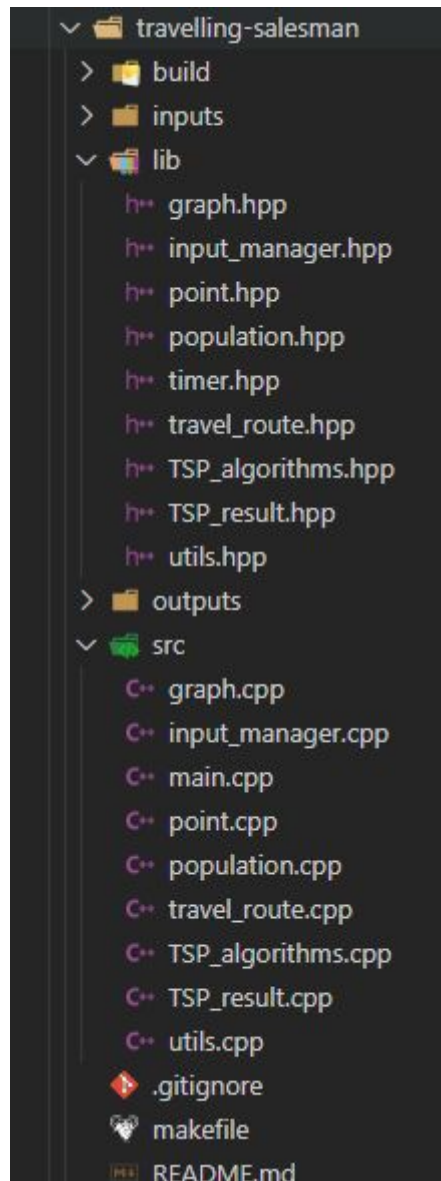 travelling-salesman
build
inputs
lib
h++ graph.hpp
h++ input_manager.hpp
h++ point.hpp
h++ population.hpp
h++ timer.hpp
h++ travel_route.hpp
h++ TSP_algorithms.hpp
h++ TSP_result.hpp
h++ utils.hpp
outputs
src
C++ graph.cpp
C++ input_manager.cpp
C++ main.cpp
C++ point.cpp
C++ population.cpp
C++ travel_route.cpp
C++ TSP_algorithms.cpp
C++ TSP_result.cpp
C++ utils.cpp
.gitignore
makefile
README.md